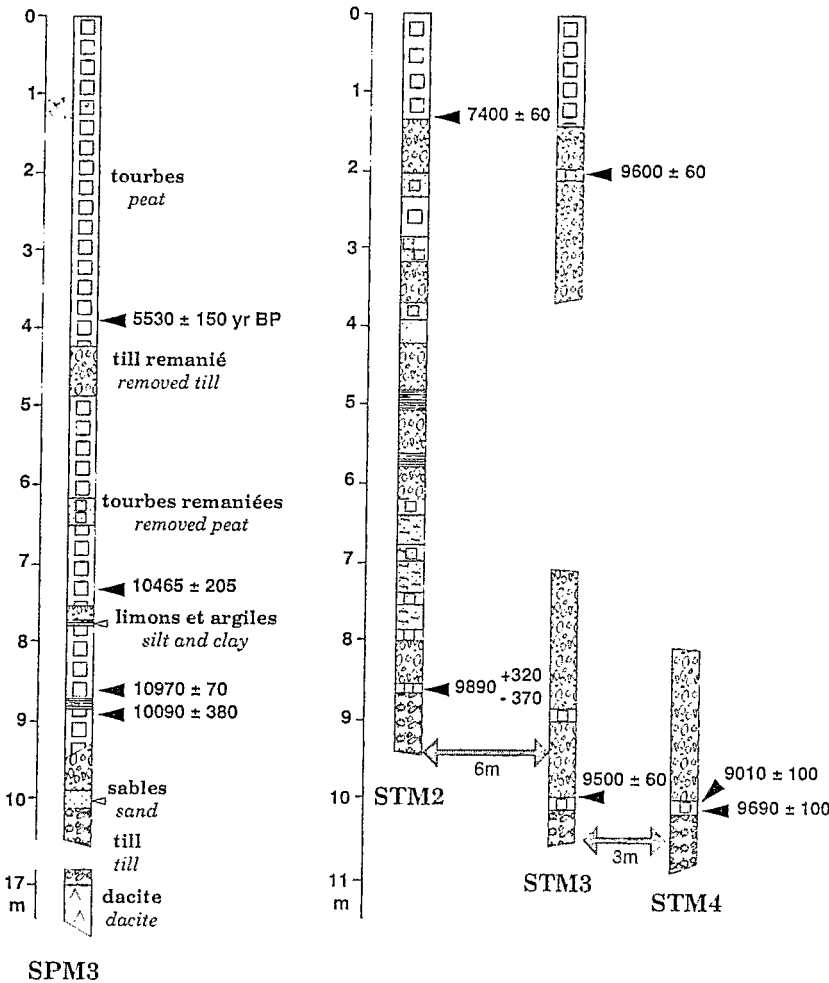 0
1
2
3
4
5
6
7
8
9
10
17
m
tourbes
peat
5530 ± 150 yr BP
till remanié
removed till
tourbes remaniées
removed peat
10465 ± 205
limons et argiles
silt and clay
10970 ± 70
10090 ± 380
sables
sand
till
till
dacite
dacite
SPM3
0
1
2
3
4
5
6
7
8
9
10
11
m
7400 ± 60
9890 +320
- 370
STM2
6m
9600 ± 60
9500 ± 60
STM3
3m
9010 ± 100
9690 ± 100
STM4